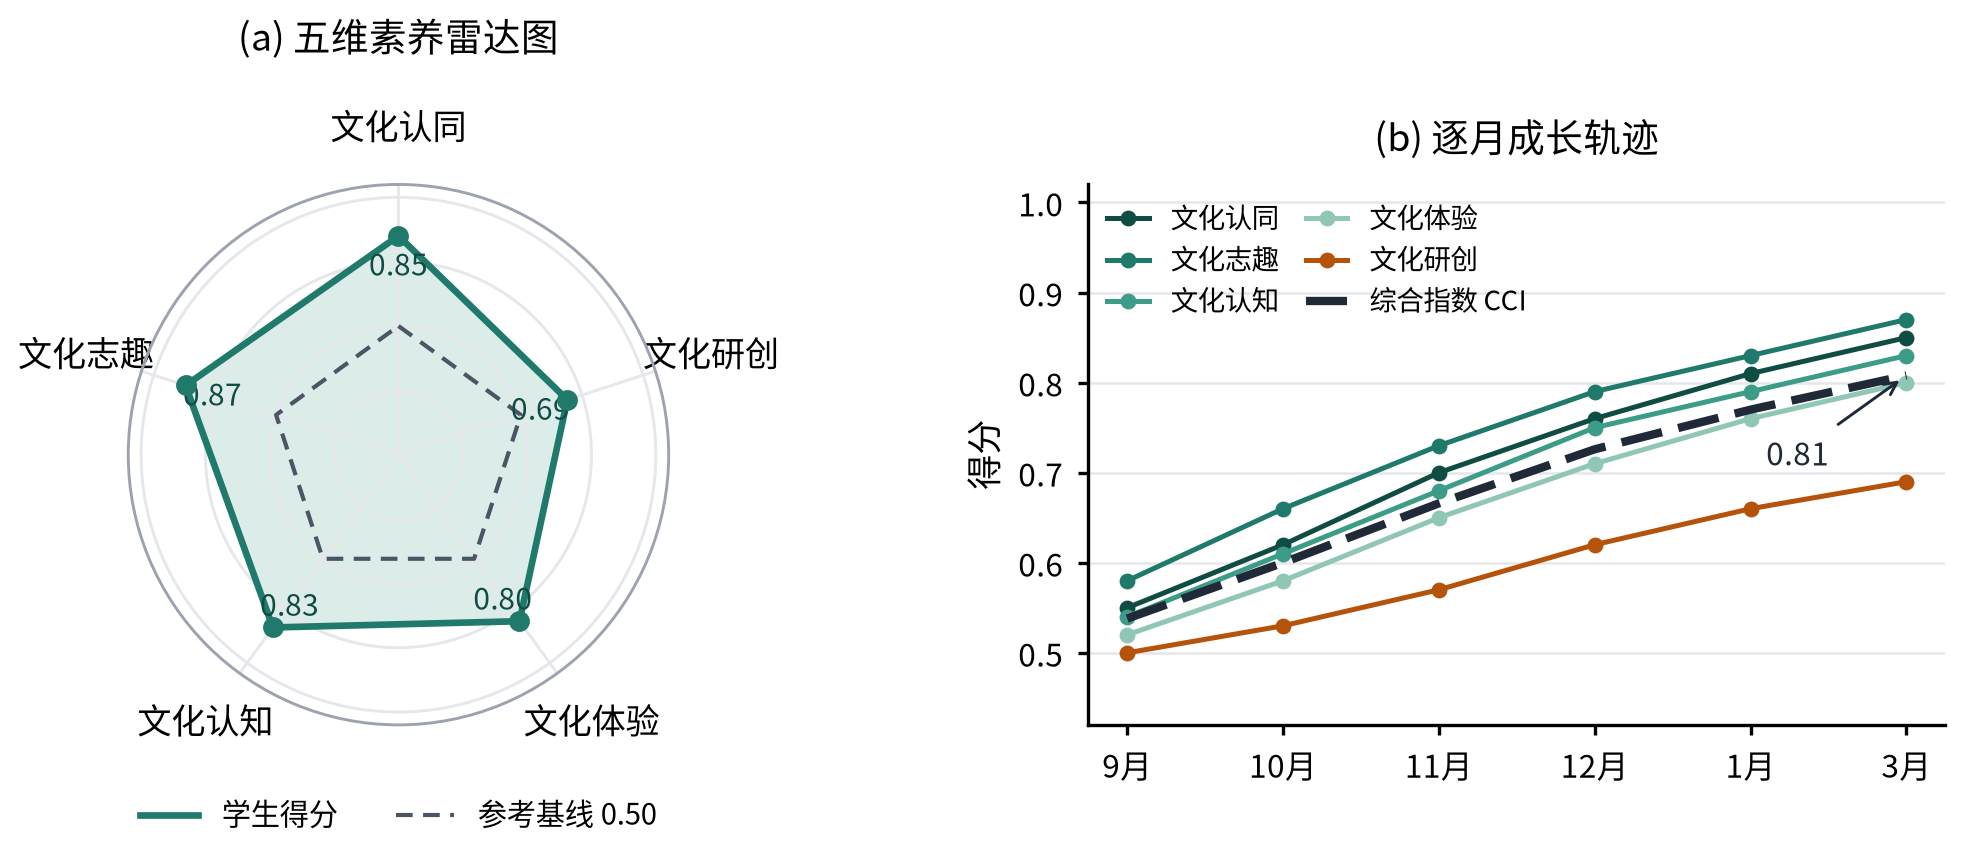 (a) 五维素养雷达图
文化认同
文化志趣
文化研创
0.85
0.87
0.69
0.83
0.80
文化认知
文化体验
学生得分
参考基线 0.50
(b) 逐月成长轨迹
文化认同
文化志趣
文化认知
文化体验
文化研创
综合指数 CCI
得分
1.0
0.9
0.8
0.7
0.6
0.5
0.81
9月
10月
11月
12月
1月
3月